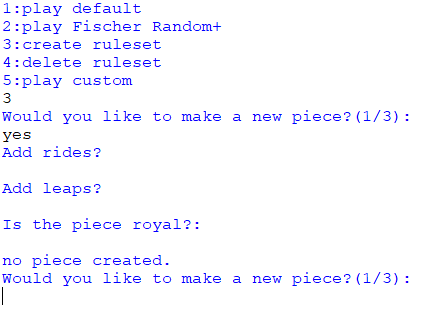 1:play default
2:play Fischer Random+
3:create ruleset
4:delete ruleset
5:play custom
3
Would you like to make a new piece?(1/3):
yes
Add rides?
Add leaps?
Is the piece royal?:
no piece created.
Would you like to make a new piece?(1/3):